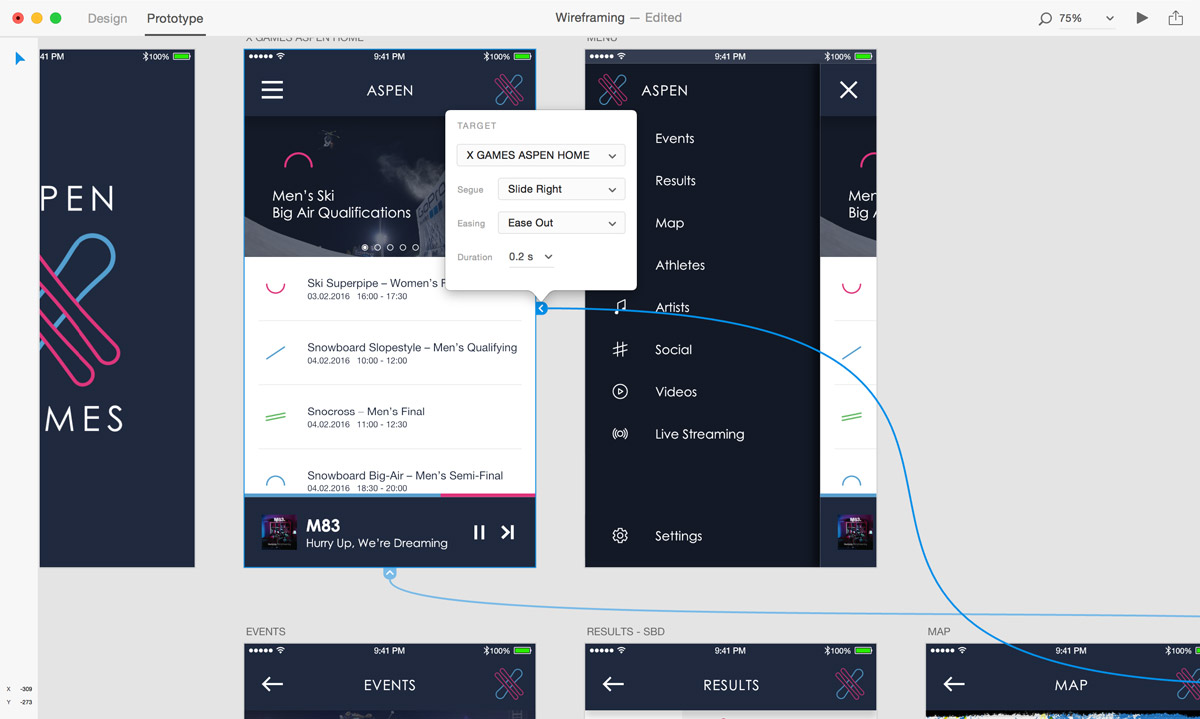 Design Prototype
Wireframing — Edited
75%
X GAMES ASPEN HOME
MENU
41 PM 100%
9:41 PM 100%
9:41 PM 100%
ASPEN
ASPEN
PEN
GAMES
Men's Ski
Big Air Qualifications
TARGET
X GAMES ASPEN HOME
Segue Slide Right
Easing Ease Out
Duration 0.2 s
Ski Superpipe – Women's F
03.02.2016 16:00 - 17:30
Snowboard Slopestyle – Men's Qualifying
04.02.2016 10:00 - 12:00
Snocross – Men's Final
04.02.2016 11:00 - 12:30
Snowboard Big-Air – Men's Semi-Final
04.02.2016 18:30 - 20:00
M83
Hurry Up, We're Dreaming
Events
Results
Map
Athletes
Artists
Social
Videos
Live Streaming
Settings
Men
Big A
EVENTS
9:41 PM 100%
EVENTS
RESULTS - SBD
9:41 PM 100%
RESULTS
MAP
9:41 PM 100%
MAP
X -309
Y -273